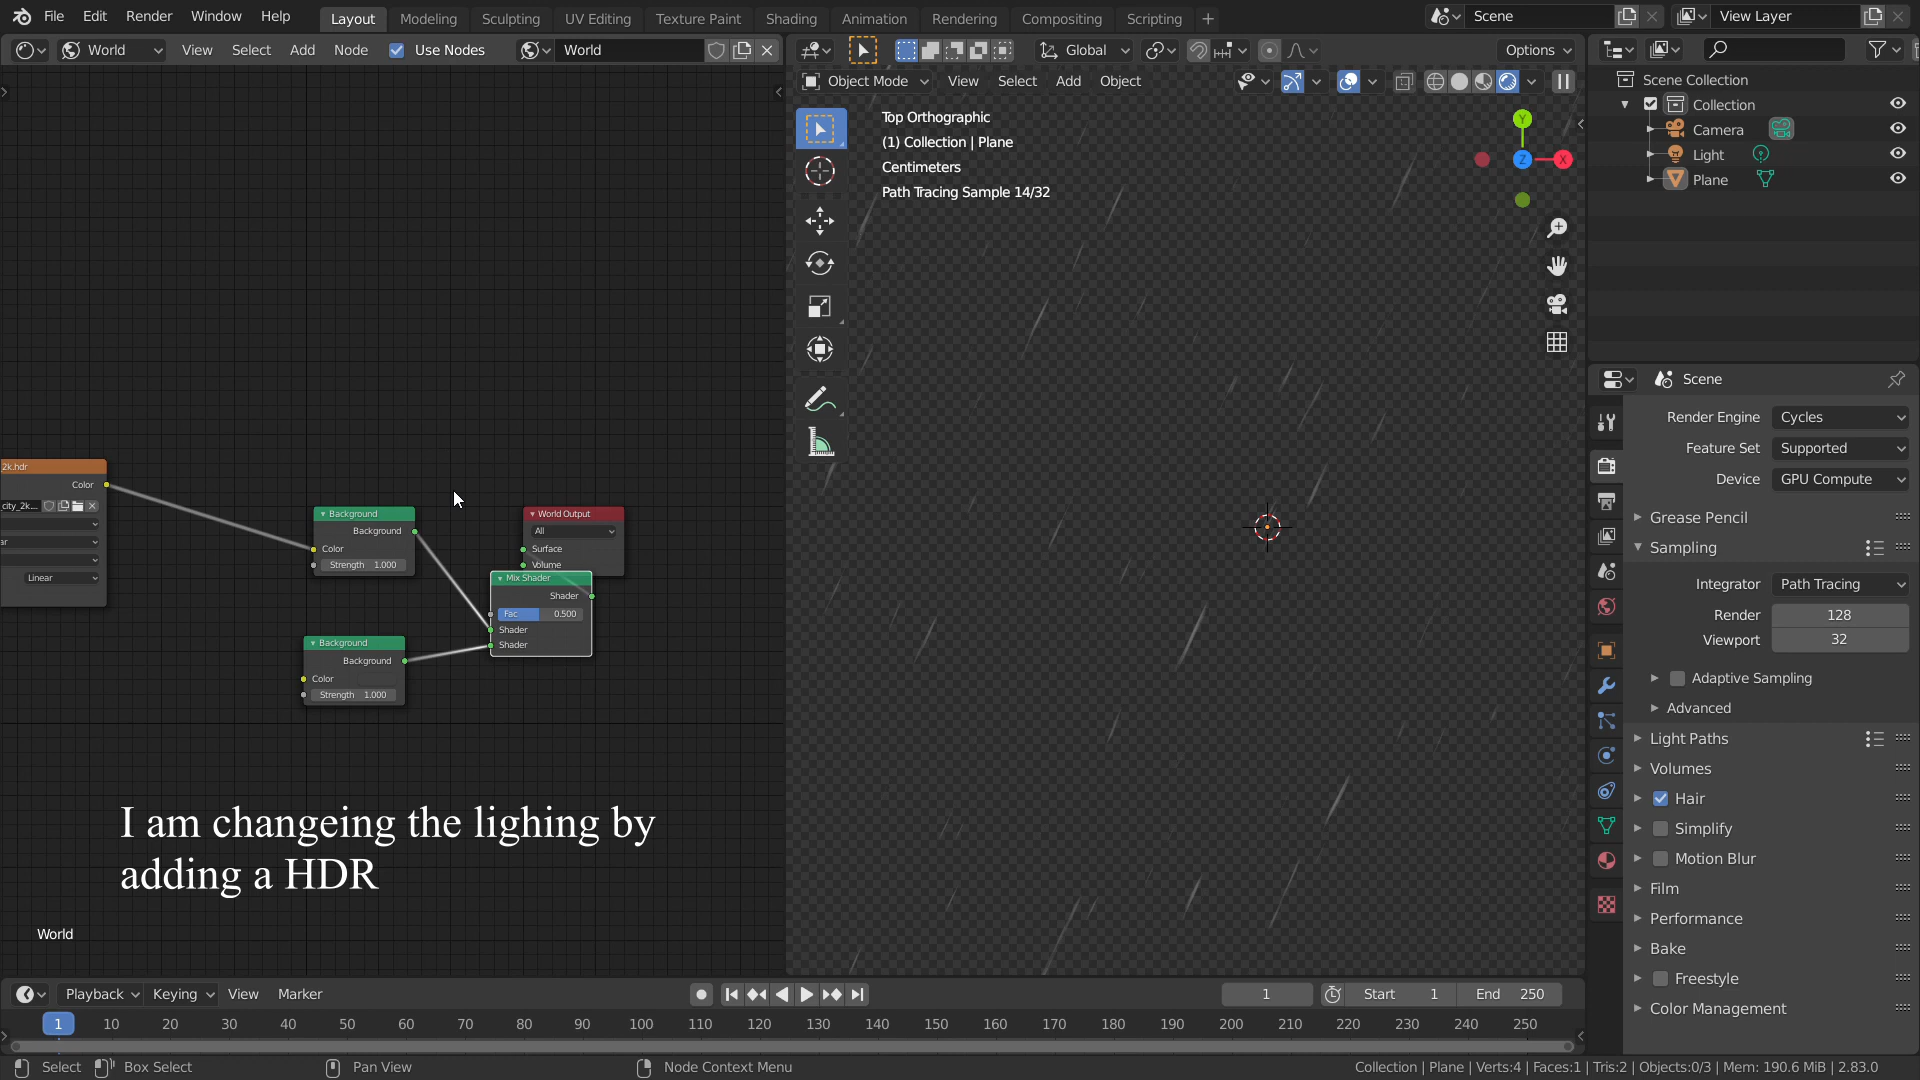 File Edit Render Window Help Layout Modeling Sculpting UV Editing Texture Paint Shading Animation Rendering Compositing Scripting + Scene View Layer
World View Select Add Node Use Nodes World Global Options
Object Mode View Select Add Object
Top Orthographic
(1) Collection | Plane
Centimeters
Path Tracing Sample 14/32
Y
Z
X
Scene Collection
Collection
Camera
Light
Plane
Scene
Render Engine Cycles
Feature Set Supported
Device GPU Compute
Grease Pencil
Sampling
Integrator Path Tracing
Render 128
Viewport 32
Adaptive Sampling
Advanced
Light Paths
Volumes
Hair
Simplify
Motion Blur
Film
Performance
Bake
Freestyle
Color Management
2k.hdr
Color
city_2k...
ar
Linear
Background
Background
Color
Strength 1.000
World Output
All
Surface
Volume
Mix Shader
Shader
Fac 0.500
Shader
Shader
Background
Background
Color
Strength 1.000
I am changeing the lighing by
adding a HDR
World
Playback Keying View Marker 1 Start 1 End 250
1 10 20 30 40 50 60 70 80 90 100 110 120 130 140 150 160 170 180 190 200 210 220 230 240 250
Select Box Select Pan View Node Context Menu Collection | Plane | Verts:4 | Faces:1 | Tris:2 | Objects:0/3 | Mem: 190.6 MiB | 2.83.0